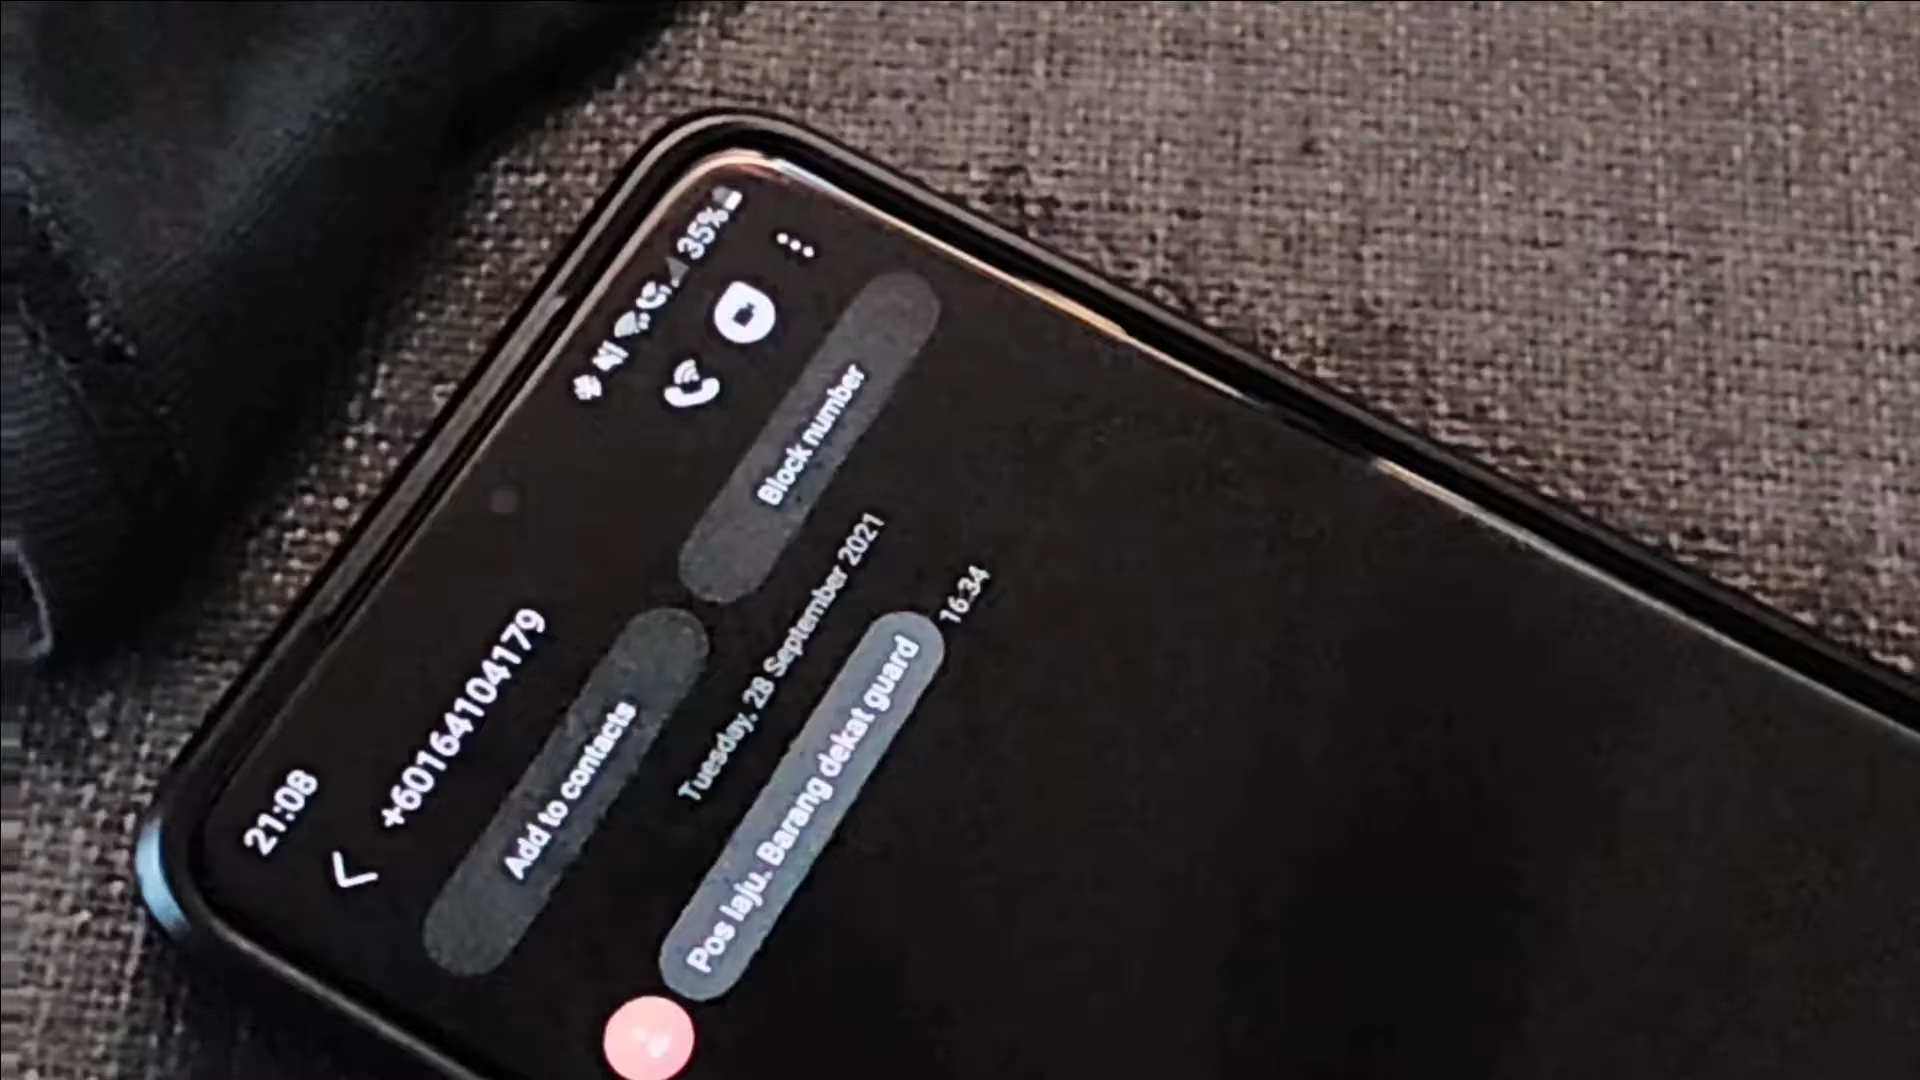 21:08
35%
+60164104179
Add to contacts
Block number
Tuesday, 28 September 2021
Pos laju. Barang dekat guard
16:34